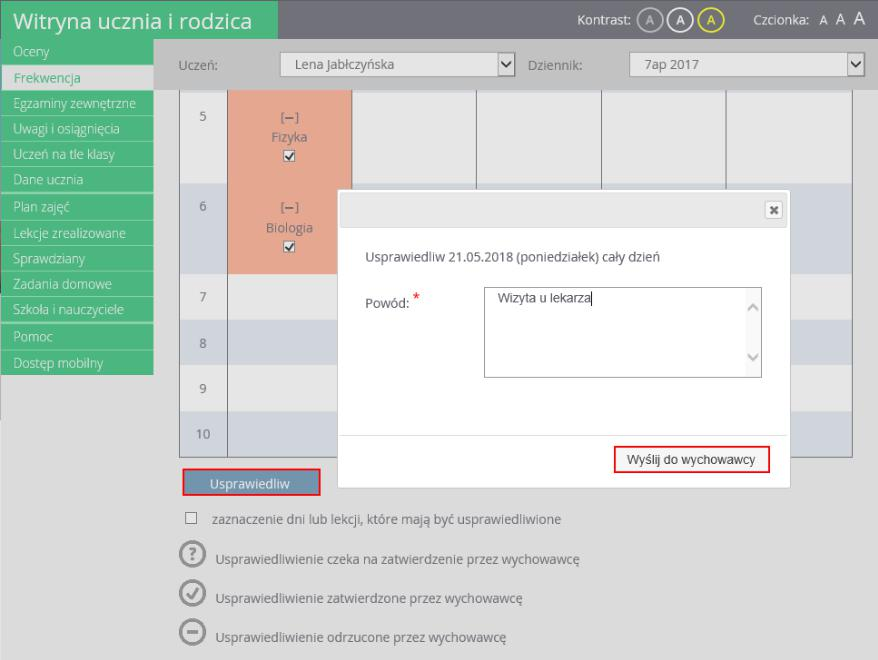 Witryna ucznia i rodzica
Kontrast: A A A Czcionka: A A A
Oceny
Frekwencja
Egzaminy zewnętrzne
Uwagi i osiągnięcia
Uczeń na tle klasy
Dane ucznia
Plan zajęć
Lekcje zrealizowane
Sprawdziany
Zadania domowe
Szkoła i nauczyciele
Pomoc
Dostęp mobilny
Uczeń: Lena Jabłczyńska Dziennik: 7ap 2017
5 [−]
Fizyka
6 [−]
Biologia
7
8
9
10
Usprawiedliw 21.05.2018 (poniedziałek) cały dzień
Powód: * Wizyta u lekarza
Wyślij do wychowawcy
Usprawiedliw
zaznaczenie dni lub lekcji, które mają być usprawiedliwione
? Usprawiedliwienie czeka na zatwierdzenie przez wychowawcę
Usprawiedliwienie zatwierdzone przez wychowawcę
Usprawiedliwienie odrzucone przez wychowawcę